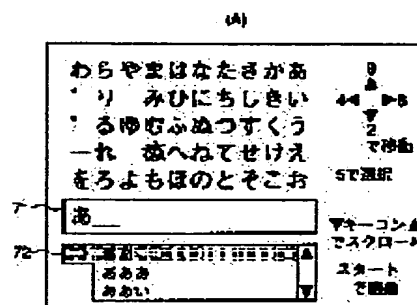 (A)
わらやまはなたさかあ
゛り みひにちしきい
゜るゆむふぬつすくう
ー れ めへねてせけえ
をろよもほのとそこお
8
4 6
2
で移動
5で選択
7
あ__
72
あああ
ああい
でスクロール
スタート